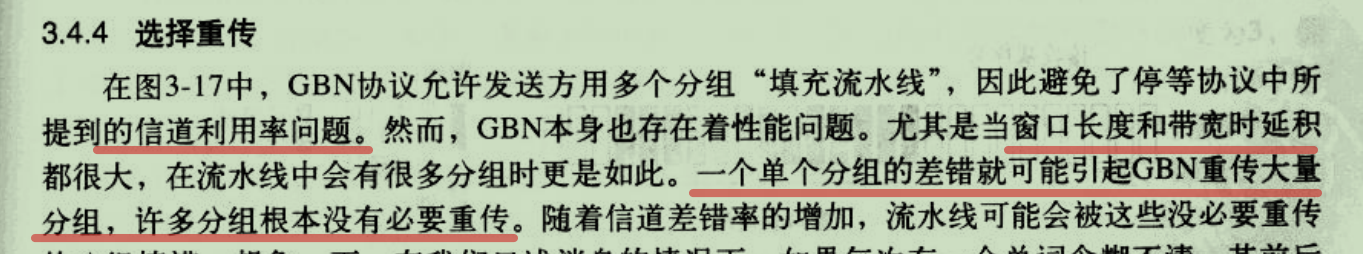 3.4.4 选择重传
在图3-17中，GBN协议允许发送方用多个分组“填充流水线”，因此避免了停等协议中所
提到的信道利用率问题。然而，GBN本身也存在着性能问题。尤其是当窗口长度和带宽时延积
都很大，在流水线中会有很多分组时更是如此。一个单个分组的差错就可能引起GBN重传大量
分组，许多分组根本没有必要重传。随着信道差错率的增加，流水线可能会被这些没必要重传